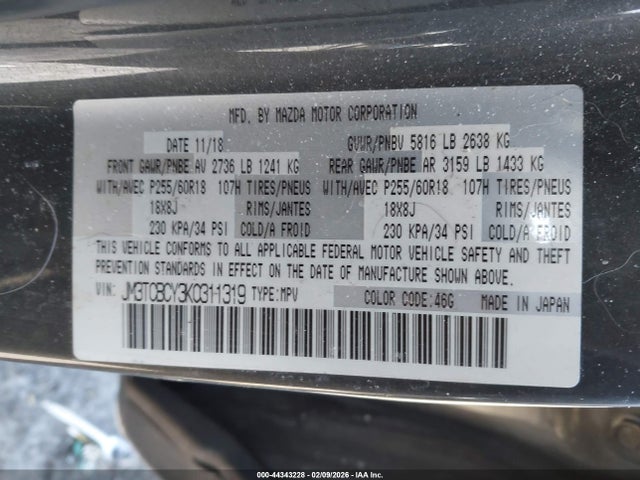 MFD. BY MAZDA MOTOR CORPORATION
DATE 11/18 GVWR/PNBV 5816 LB 2638 KG
FRONT GAWR/PNBE AV 2736 LB 1241 KG REAR GAWR/PNBE AR 3159 LB 1433 KG
WITH/AVEC P255/60R18 107H TIRES/PNEUS WITH/AVEC P255/60R18 107H TIRES/PNEUS
18X8J RIMS/JANTES 18X8J RIMS/JANTES
230 KPA/34 PSI COLD/A FROID 230 KPA/34 PSI COLD/A FROID
THIS VEHICLE CONFORMS TO ALL APPLICABLE FEDERAL MOTOR VEHICLE SAFETY AND THEFT
PREVENTION STANDARDS IN EFFECT ON THE DATE OF MANUFACTURE SHOWN ABOVE.
VIN: JM3TCBCY3K0311319 TYPE:MPV COLOR CODE:46G MADE IN JAPAN
000-44343228 - 02/09/2026 - IAA Inc.